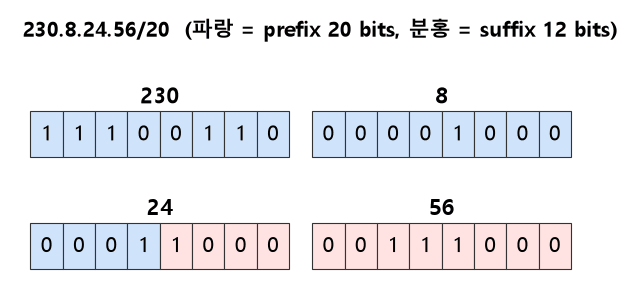 230.8.24.56/20 (파랑 = prefix 20 bits, 분홍 = suffix 12 bits)
230 8
1 1 1 0 0 1 1 0 0 0 0 0 1 0 0 0
24 56
0 0 0 1 1 0 0 0 0 0 1 1 1 0 0 0